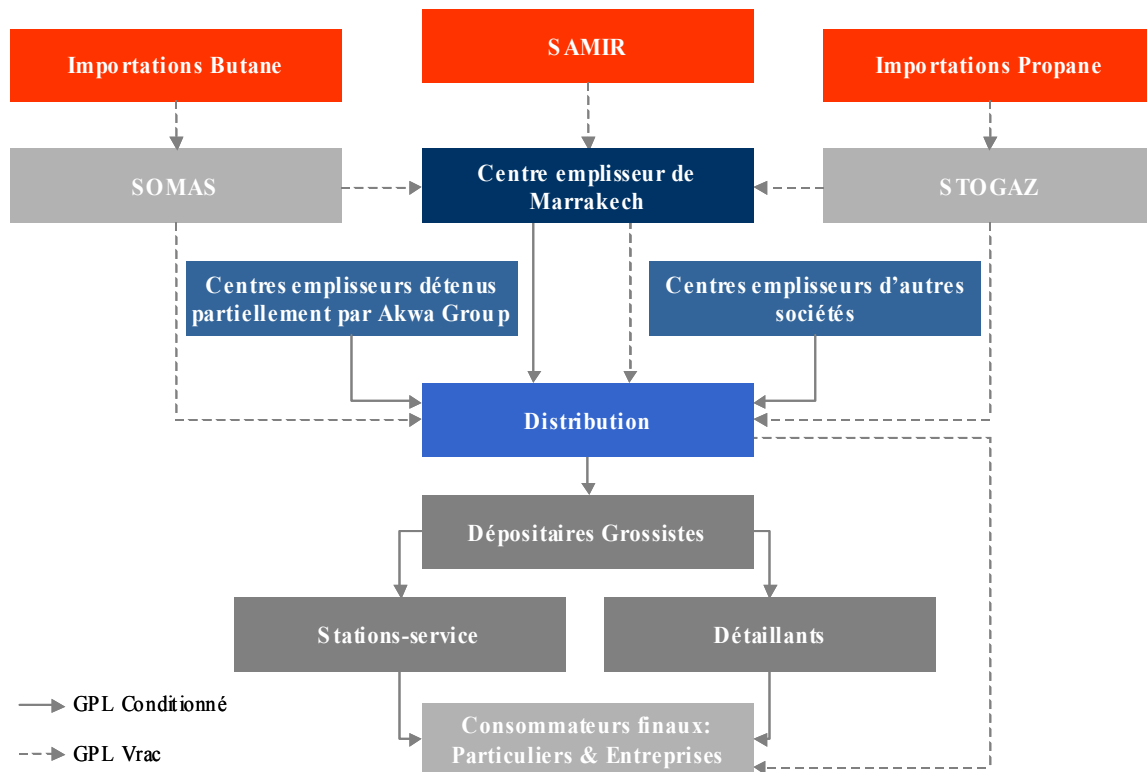 Importations Butane
SAMIR
Importations Propane
SOMAS
Centre emplisseur de
Marrakech
STOGAZ
Centres emplisseurs détenus
partiellement par Akwa Group
Centres emplisseurs d'autres
sociétés
Distribution
Dépositaires Grossistes
Stations-service
Détaillants
GPL Conditionné
Consommateurs finaux:
Particuliers & Entreprises
GPL Vrac